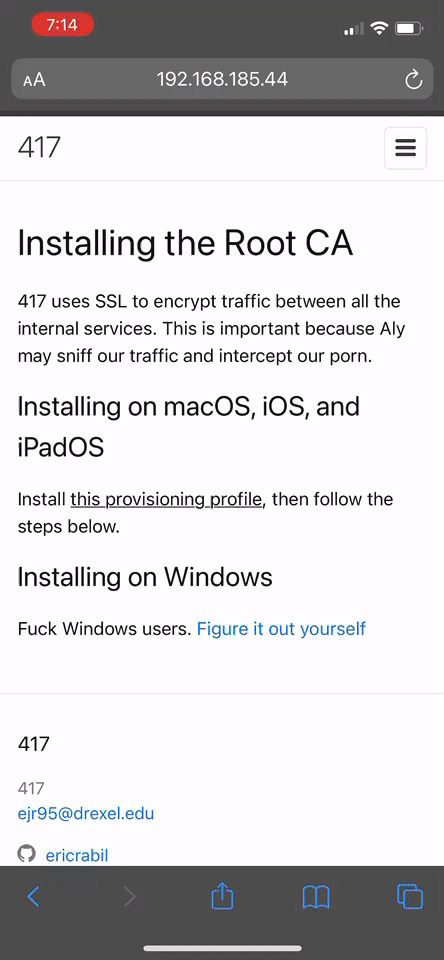 7:14
AA 192.168.185.44
417
Installing the Root CA
417 uses SSL to encrypt traffic between all the
internal services. This is important because Aly
may sniff our traffic and intercept our porn.
Installing on macOS, iOS, and
iPadOS
Install this provisioning profile, then follow the
steps below.
Installing on Windows
Fuck Windows users. Figure it out yourself
417
417
ejr95@drexel.edu
ericrabil